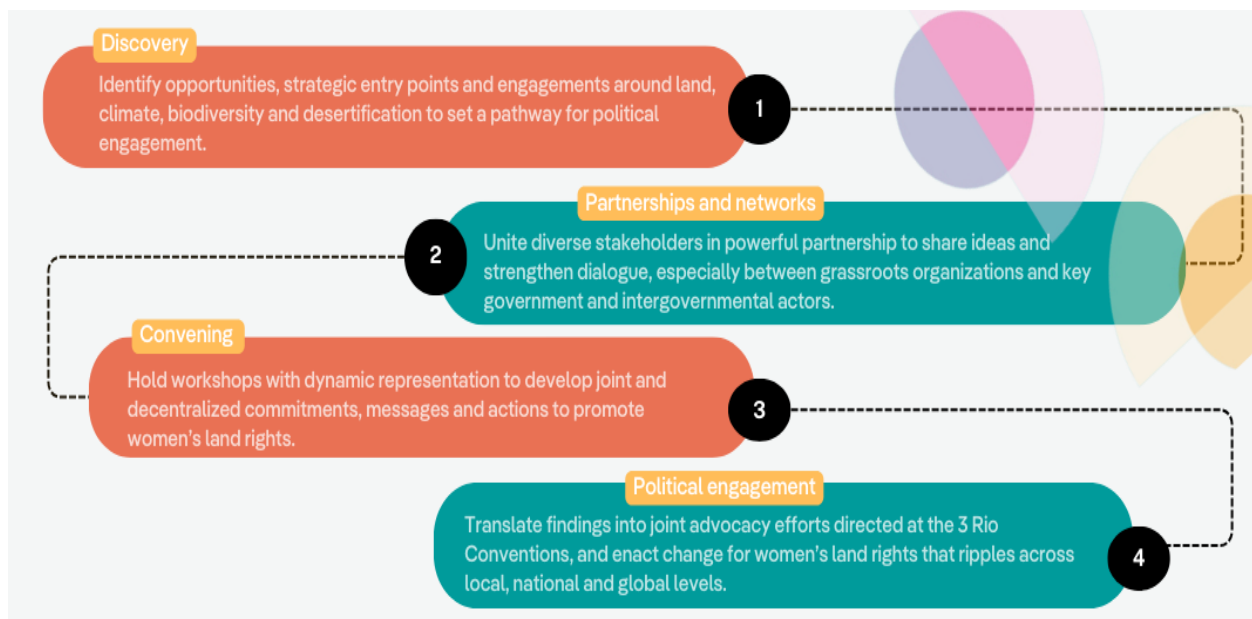 Discovery
Identify opportunities, strategic entry points and engagements around land,
climate, biodiversity and desertification to set a pathway for political
engagement.
1
Partnerships and networks
2
Unite diverse stakeholders in powerful partnership to share ideas and
strengthen dialogue, especially between grassroots organizations and key
government and intergovernmental actors.
Convening
Hold workshops with dynamic representation to develop joint and
decentralized commitments, messages and actions to promote
women's land rights.
3
Political engagement
Translate findings into joint advocacy efforts directed at the 3 Rio
Conventions, and enact change for women's land rights that ripples across
local, national and global levels.
4